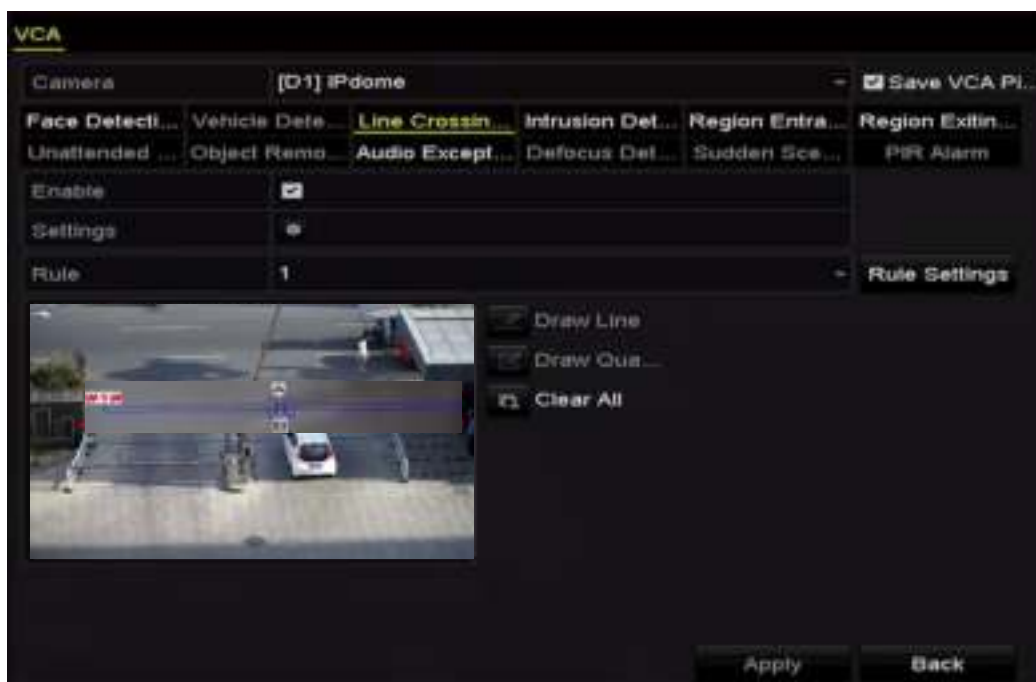 VCA
Camera [D1] IPdome Save VCA Pi...
Face Detecti... Vehicle Dete... Line Crossin... Intrusion Det... Region Entra... Region Exitin...
Unattended ... Object Remo... Audio Except... Defocus Det... Sudden Sce... PIR Alarm
Enable
Settings
Rule 1 Rule Settings
Draw Line
Draw Qua...
Clear All
Apply Back